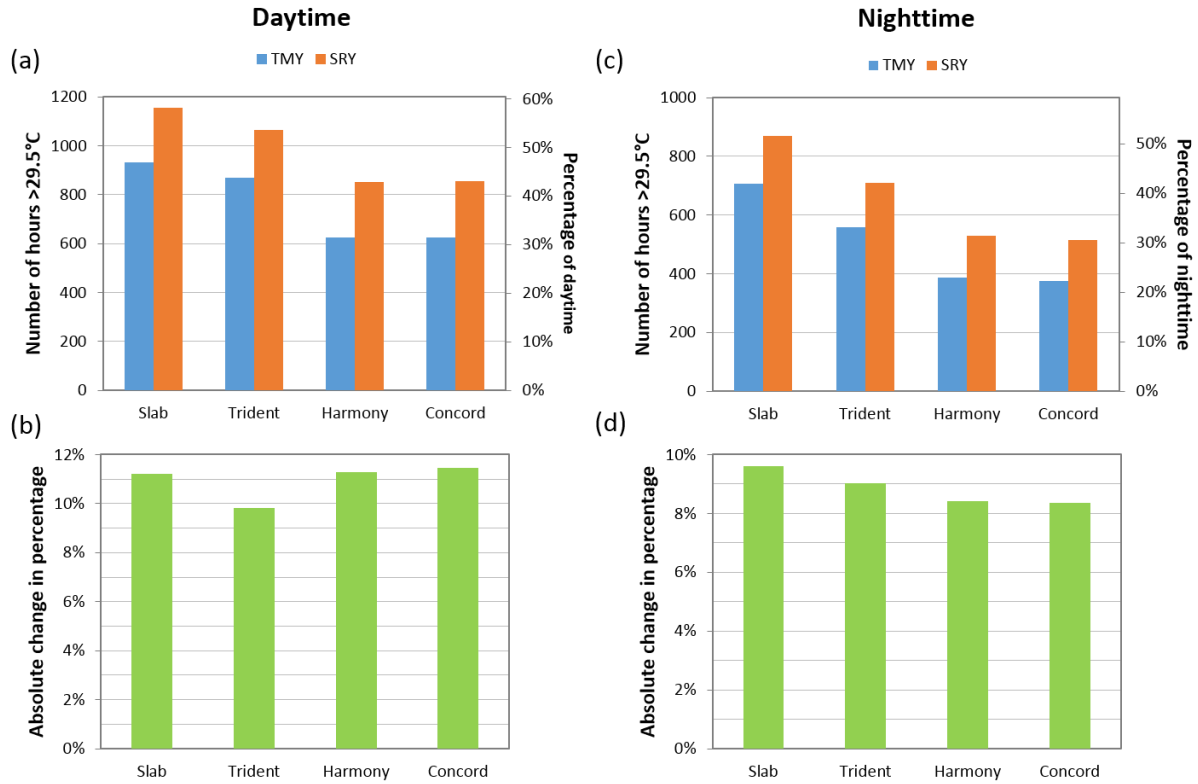 Daytime
(a)
TMY SRY
Number of hours >29.5°C
1200
1000
800
600
400
200
0
60%
50%
40%
30%
20%
10%
0%
Percentage of daytime
Slab Trident Harmony Concord
(b)
Absolute change in percentage
12%
10%
12%
8%
6%
4%
2%
0%
Slab Trident Harmony Concord
Nighttime
(c)
TMY SRY
Number of hours >29.5°C
1000
800
600
400
200
0
50%
40%
30%
20%
10%
0%
Percentage of nighttime
Slab Trident Harmony Concord
(d)
Absolute change in percentage
10%
8%
6%
4%
2%
0%
Slab Trident Harmony Concord